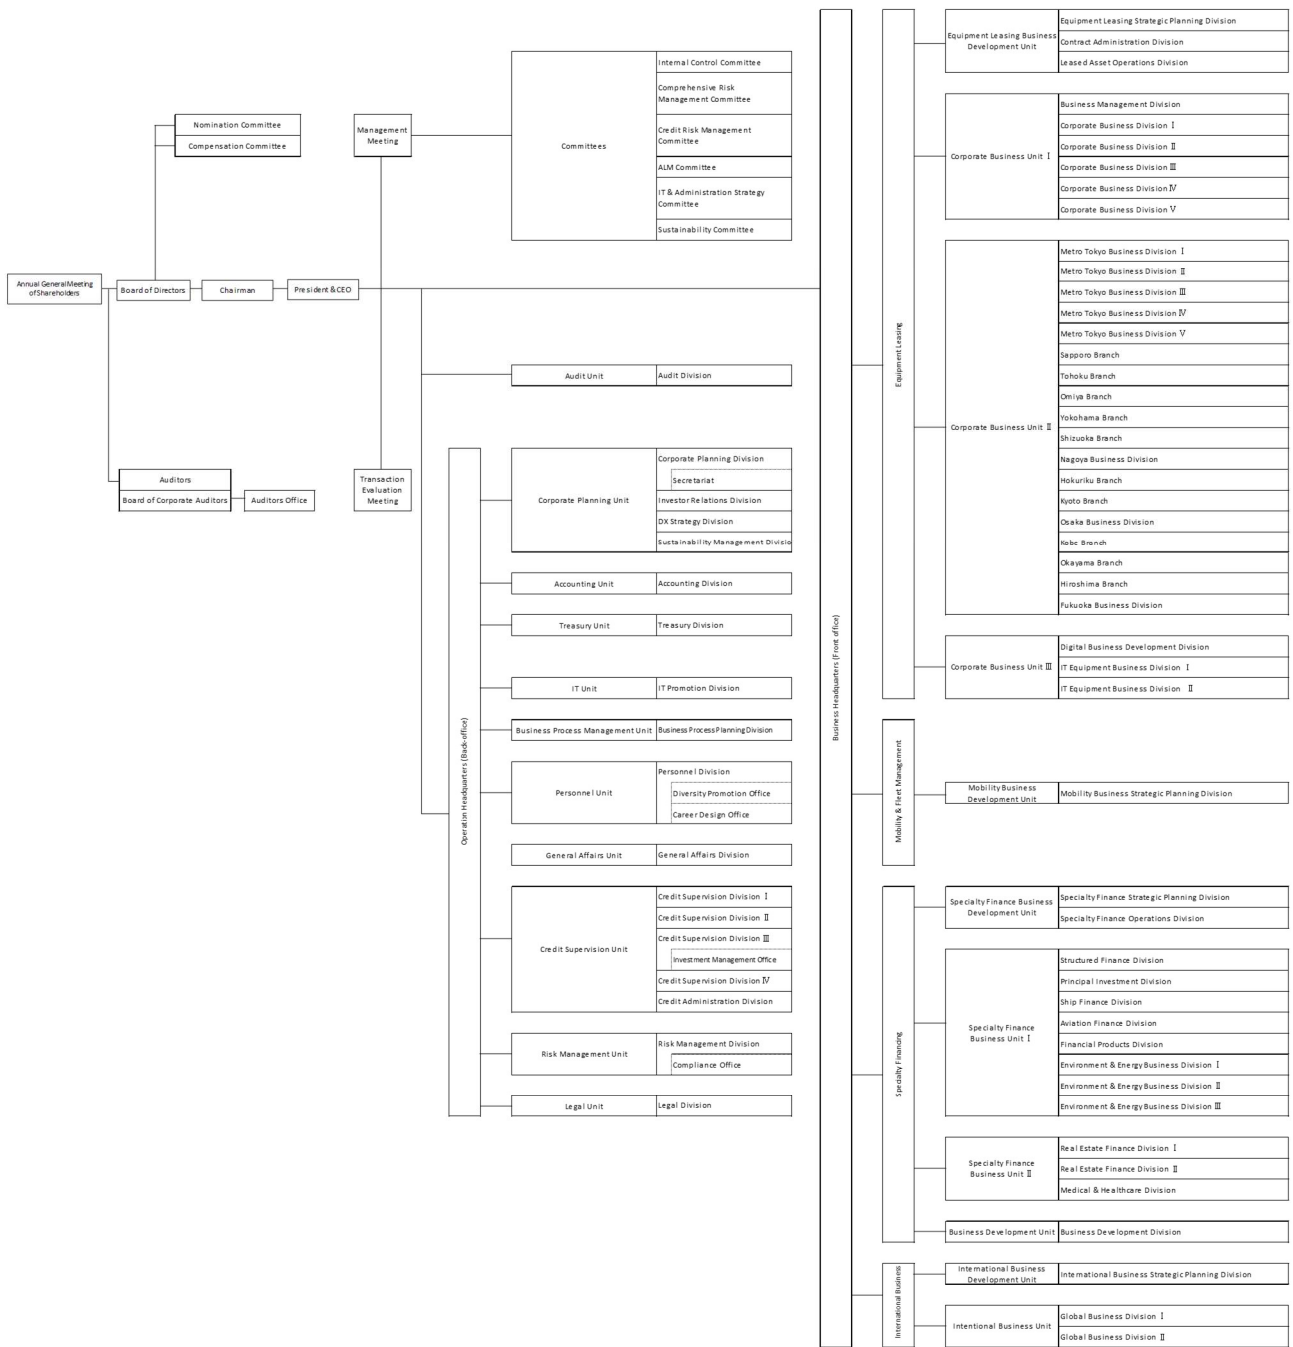 Annual General Meeting
of Shareholders
Board of Directors
Chairman
President & CEO
Nomination Committee
Compensation Committee
Auditors
Board of Corporate Auditors
Auditors Office
Management
Meeting
Transaction
Evaluation
Meeting
Committees
Internal Control Committee
Comprehensive Risk
Management Committee
Credit Risk Management
Committee
ALM Committee
IT & Administration Strategy
Committee
Sustainability Committee
Audit Unit
Audit Division
Operation Headquarters (Back-office)
Corporate Planning Unit
Corporate Planning Division
Secretariat
Investor Relations Division
DX Strategy Division
Sustainability Management Divisio
Accounting Unit
Accounting Division
Treasury Unit
Treasury Division
IT Unit
IT Promotion Division
Business Process Management Unit
Business Process Planning Division
Personnel Unit
Personnel Division
Diversity Promotion Office
Career Design Office
General Affairs Unit
General Affairs Division
Credit Supervision Unit
Credit Supervision Division Ⅰ
Credit Supervision Division Ⅱ
Credit Supervision Division Ⅲ
Investment Management Office
Credit Supervision Division Ⅳ
Credit Administration Division
Risk Management Unit
Risk Management Division
Compliance Office
Legal Unit
Legal Division
Business Headquarters (Front office)
Equipment Leasing
Equipment Leasing Business
Development Unit
Equipment Leasing Strategic Planning Division
Contract Administration Division
Leased Asset Operations Division
Corporate Business Unit Ⅰ
Business Management Division
Corporate Business Division Ⅰ
Corporate Business Division Ⅱ
Corporate Business Division Ⅲ
Corporate Business Division Ⅳ
Corporate Business Division Ⅴ
Corporate Business Unit Ⅱ
Metro Tokyo Business Division Ⅰ
Metro Tokyo Business Division Ⅱ
Metro Tokyo Business Division Ⅲ
Metro Tokyo Business Division Ⅳ
Metro Tokyo Business Division Ⅴ
Sapporo Branch
Tohoku Branch
Omiya Branch
Yokohama Branch
Shizuoka Branch
Nagoya Business Division
Hokuriku Branch
Kyoto Branch
Osaka Business Division
Kobe Branch
Okayama Branch
Hiroshima Branch
Fukuoka Business Division
Corporate Business Unit Ⅲ
Digital Business Development Division
IT Equipment Business Division Ⅰ
IT Equipment Business Division Ⅱ
Mobility & Fleet Management
Mobility Business
Development Unit
Mobility Business Strategic Planning Division
Specialty Financing
Specialty Finance Business
Development Unit
Specialty Finance Strategic Planning Division
Specialty Finance Operations Division
Specialty Finance
Business Unit Ⅰ
Structured Finance Division
Principal Investment Division
Ship Finance Division
Aviation Finance Division
Financial Products Division
Environment & Energy Business Division Ⅰ
Environment & Energy Business Division Ⅱ
Environment & Energy Business Division Ⅲ
Specialty Finance
Business Unit Ⅱ
Real Estate Finance Division Ⅰ
Real Estate Finance Division Ⅱ
Medical & Healthcare Division
Business Development Unit
Business Development Division
International Business
International Business
Development Unit
International Business Strategic Planning Division
Intentional Business Unit
Global Business Division Ⅰ
Global Business Division Ⅱ